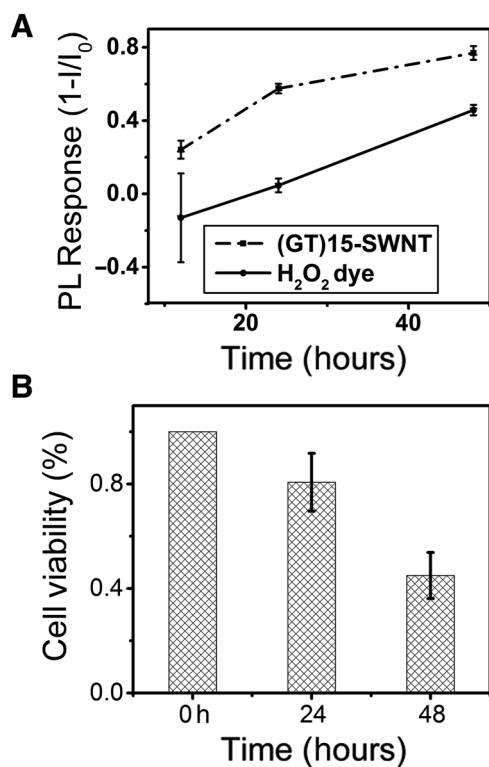 A
PL Response (1-I/I₀)
0.8
0.4
0.0
−0.4
(GT)15-SWNT
H₂O₂ dye
20
40
Time (hours)
B
Cell viability (%)
0.8
0.4
0.0
0 h
24
48
Time (hours)